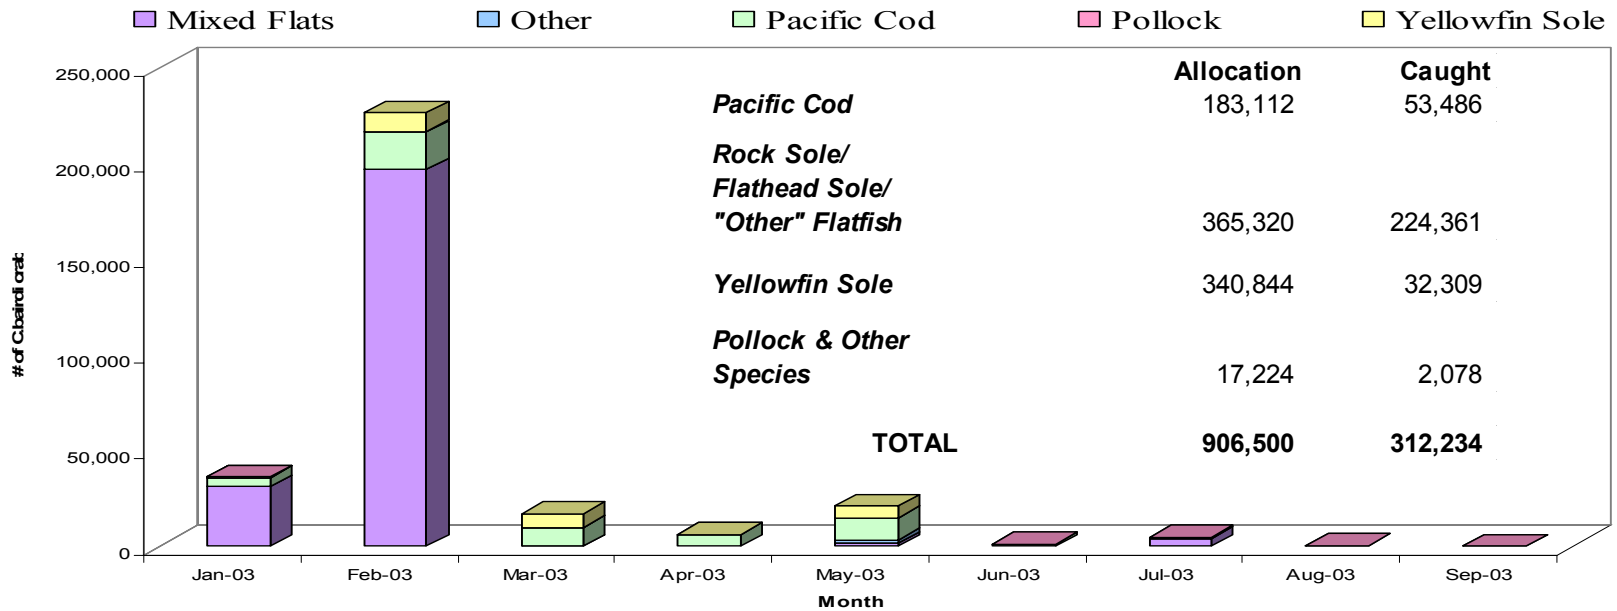 Mixed Flats Other Pacific Cod Pollock Yellowfin Sole
250,000
200,000
150,000
100,000
50,000
0
Allocation Caught
Pacific Cod 183,112 53,486
Rock Sole/
Flathead Sole/
"Other" Flatfish 365,320 224,361
Yellowfin Sole 340,844 32,309
Pollock & Other
Species 17,224 2,078
TOTAL 906,500 312,234
# of C.bairdi crab
Jan-03 Feb-03 Mar-03 Apr-03 May-03 Jun-03 Jul-03 Aug-03 Sep-03
Month